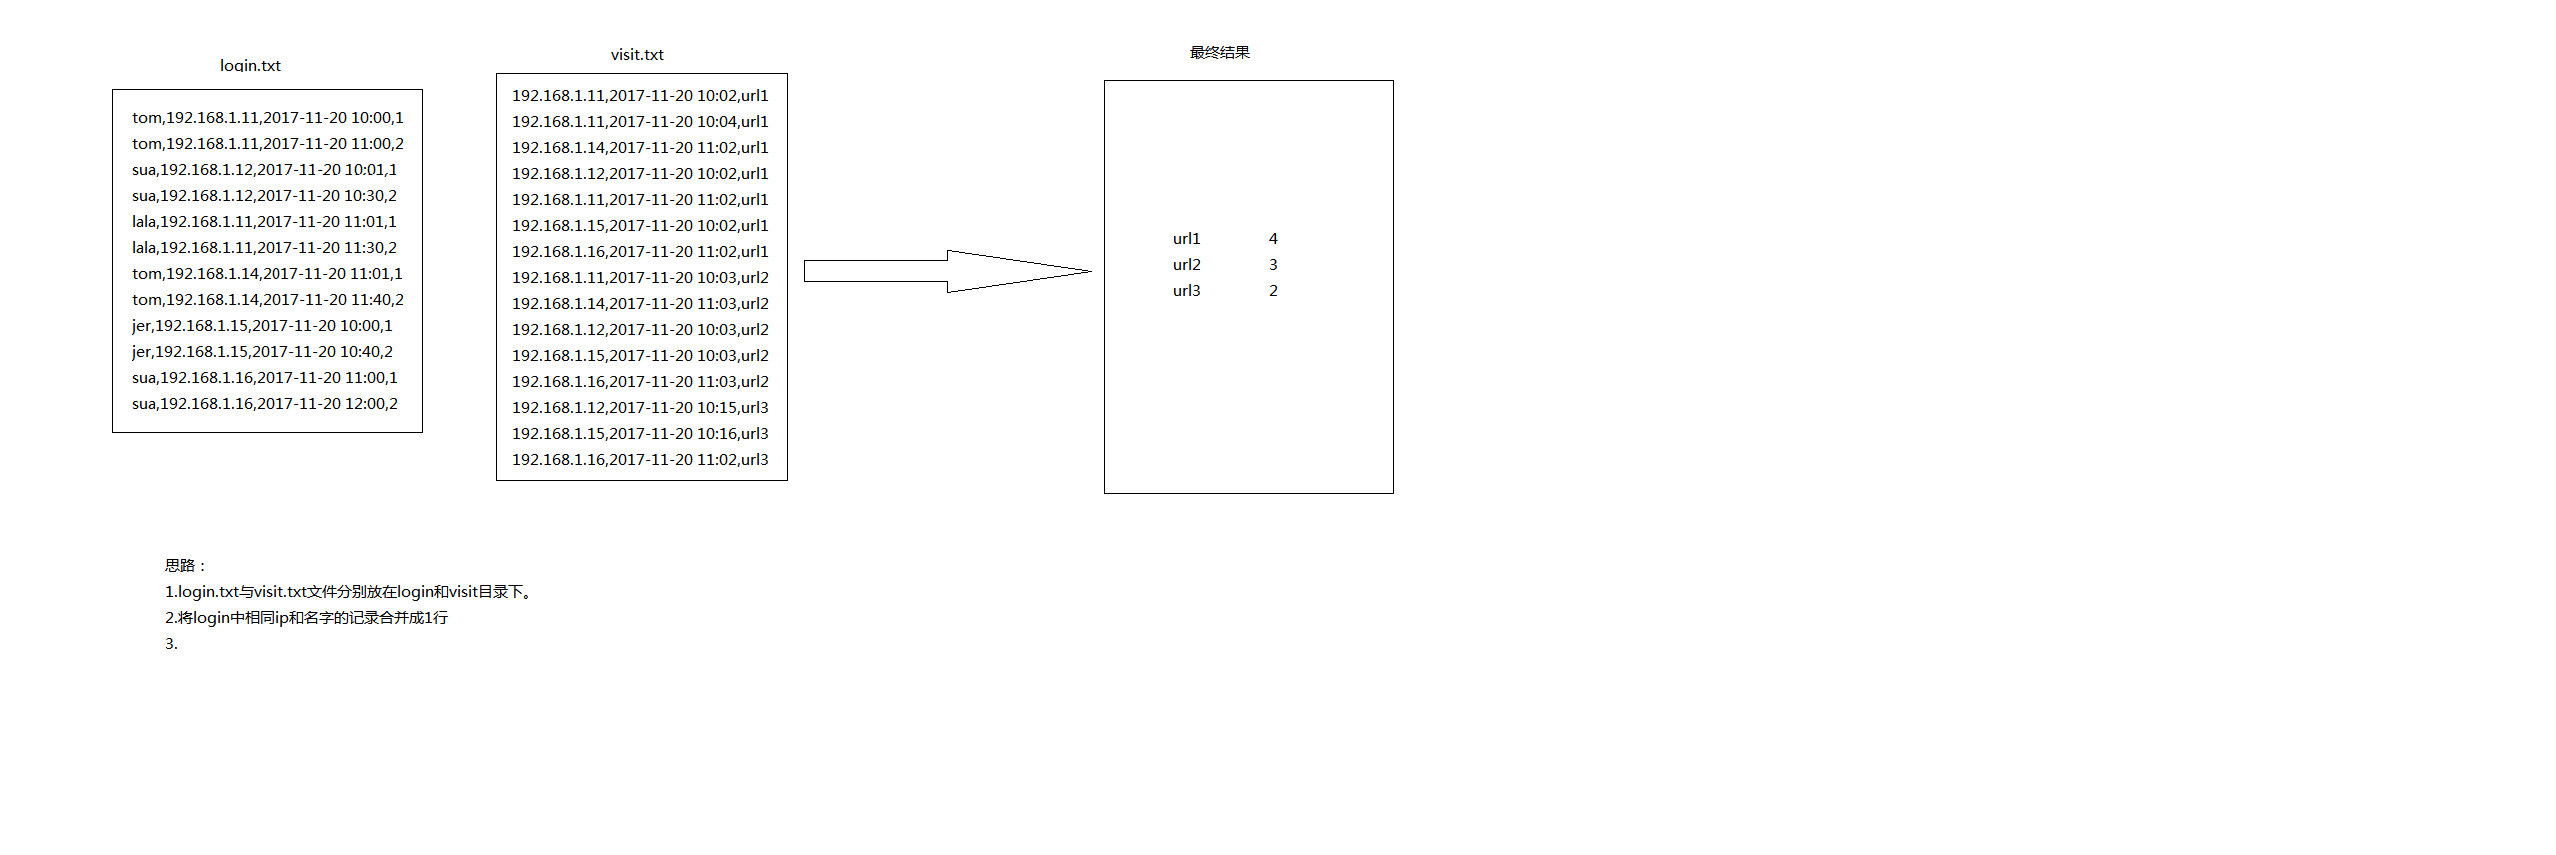 login.txt
tom,192.168.1.11,2017-11-20 10:00,1
tom,192.168.1.11,2017-11-20 11:00,2
sua,192.168.1.12,2017-11-20 10:01,1
sua,192.168.1.12,2017-11-20 10:30,2
lala,192.168.1.11,2017-11-20 11:01,1
lala,192.168.1.11,2017-11-20 11:30,2
tom,192.168.1.14,2017-11-20 11:01,1
tom,192.168.1.14,2017-11-20 11:40,2
jer,192.168.1.15,2017-11-20 10:00,1
jer,192.168.1.15,2017-11-20 10:40,2
sua,192.168.1.16,2017-11-20 11:00,1
sua,192.168.1.16,2017-11-20 12:00,2
visit.txt
192.168.1.11,2017-11-20 10:02,url1
192.168.1.11,2017-11-20 10:04,url1
192.168.1.14,2017-11-20 11:02,url1
192.168.1.12,2017-11-20 10:02,url1
192.168.1.11,2017-11-20 11:02,url1
192.168.1.15,2017-11-20 10:02,url1
192.168.1.16,2017-11-20 11:02,url1
192.168.1.11,2017-11-20 10:03,url2
192.168.1.14,2017-11-20 11:03,url2
192.168.1.12,2017-11-20 10:03,url2
192.168.1.15,2017-11-20 10:03,url2
192.168.1.16,2017-11-20 11:03,url2
192.168.1.12,2017-11-20 10:15,url3
192.168.1.15,2017-11-20 10:16,url3
192.168.1.16,2017-11-20 11:02,url3
最终结果
url1 4
url2 3
url3 2
思路：
1.login.txt与visit.txt文件分别放在login和visit目录下。
2.将login中相同ip和名字的记录合并成1行
3.